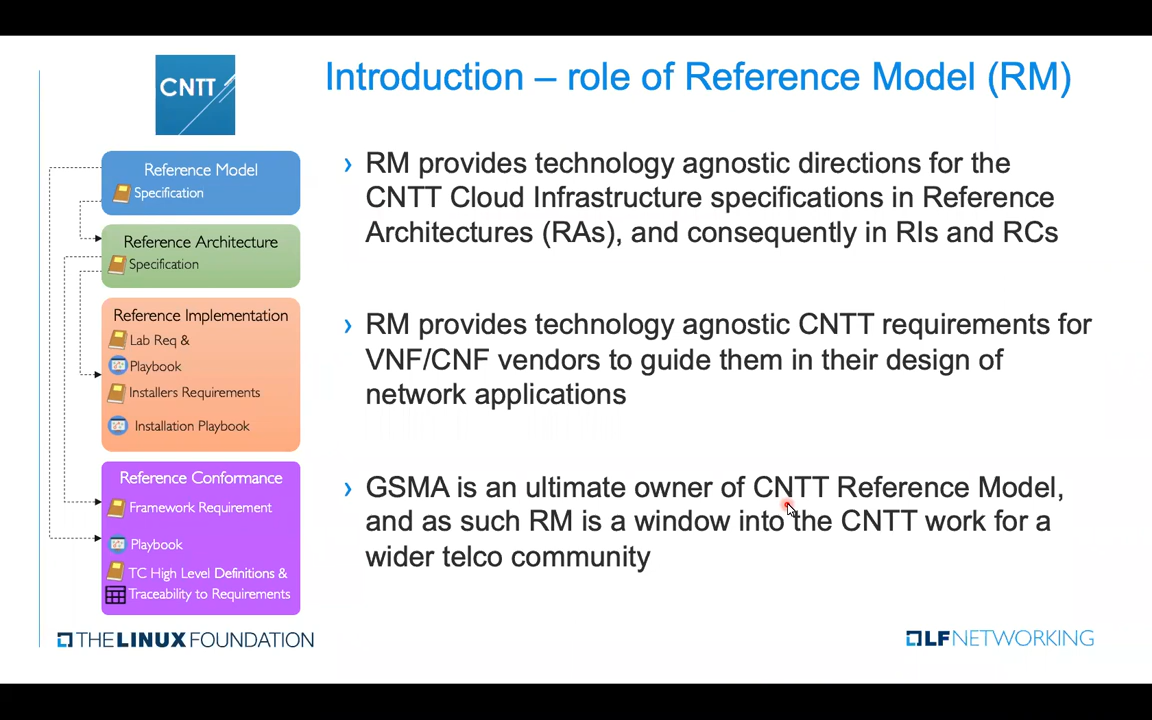 CNTT
Introduction – role of Reference Model (RM)
Reference Model
Specification
Reference Architecture
Specification
Reference Implementation
Lab Req &
Playbook
Installers Requirements
Installation Playbook
Reference Conformance
Framework Requirement
Playbook
TC High Level Definitions &
Traceability to Requirements
› RM provides technology agnostic directions for the
CNTT Cloud Infrastructure specifications in Reference
Architectures (RAs), and consequently in RIs and RCs
› RM provides technology agnostic CNTT requirements for
VNF/CNF vendors to guide them in their design of
network applications
› GSMA is an ultimate owner of CNTT Reference Model,
and as such RM is a window into the CNTT work for a
wider telco community
THE LINUX FOUNDATION
LF NETWORKING